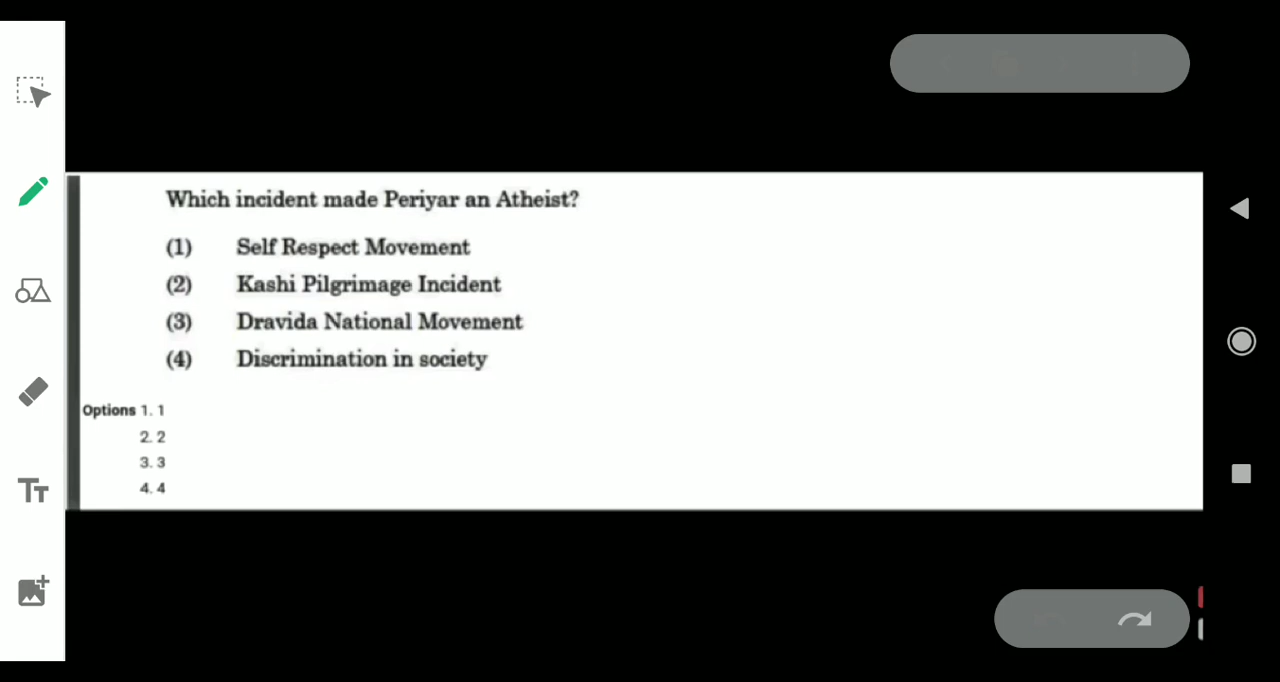 Which incident made Periyar an Atheist?
(1) Self Respect Movement
(2) Kashi Pilgrimage Incident
(3) Dravida National Movement
(4) Discrimination in society
Options 1. 1
2. 2
3. 3
4. 4
TT